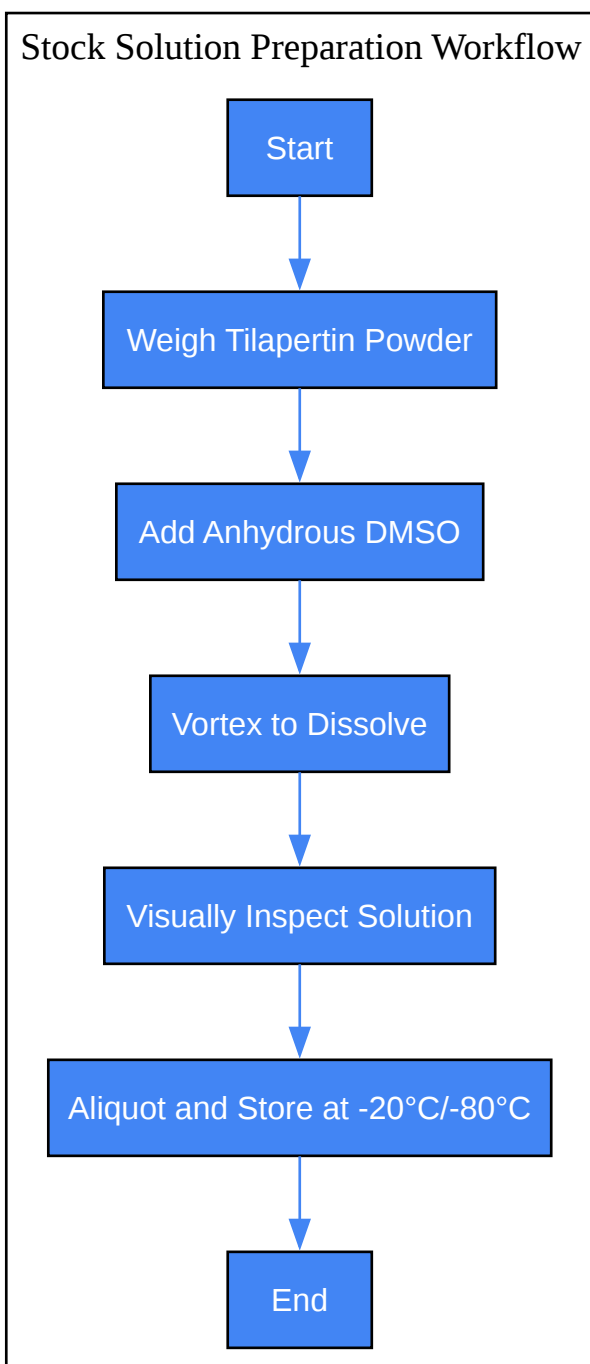 Stock Solution Preparation Workflow
Start
Weigh Tilapertin Powder
Add Anhydrous DMSO
Vortex to Dissolve
Visually Inspect Solution
Aliquot and Store at -20°C/-80°C
End